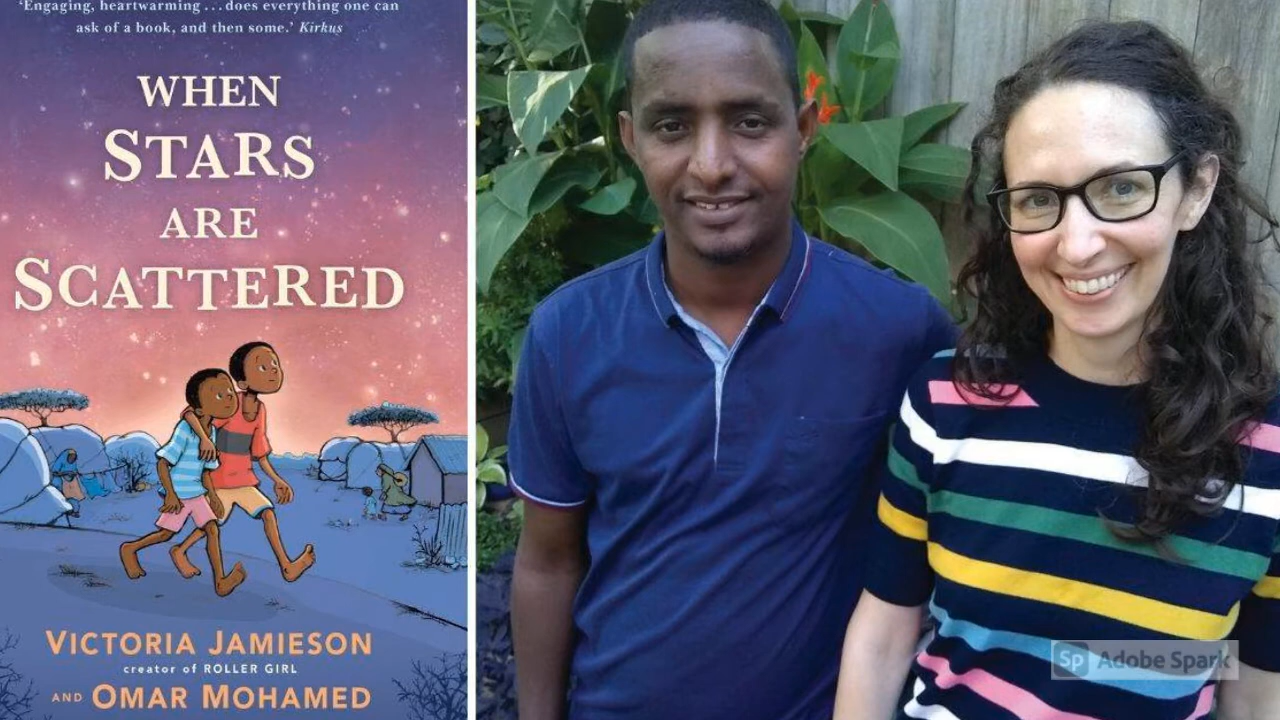 ‘Engaging, heartwarming ... does everything one can
ask of a book, and then some.’ Kirkus
WHEN
STARS
ARE
SCATTERED
VICTORIA JAMIESON
creator of ROLLER GIRL
AND OMAR MOHAMED
Sp Adobe Spark